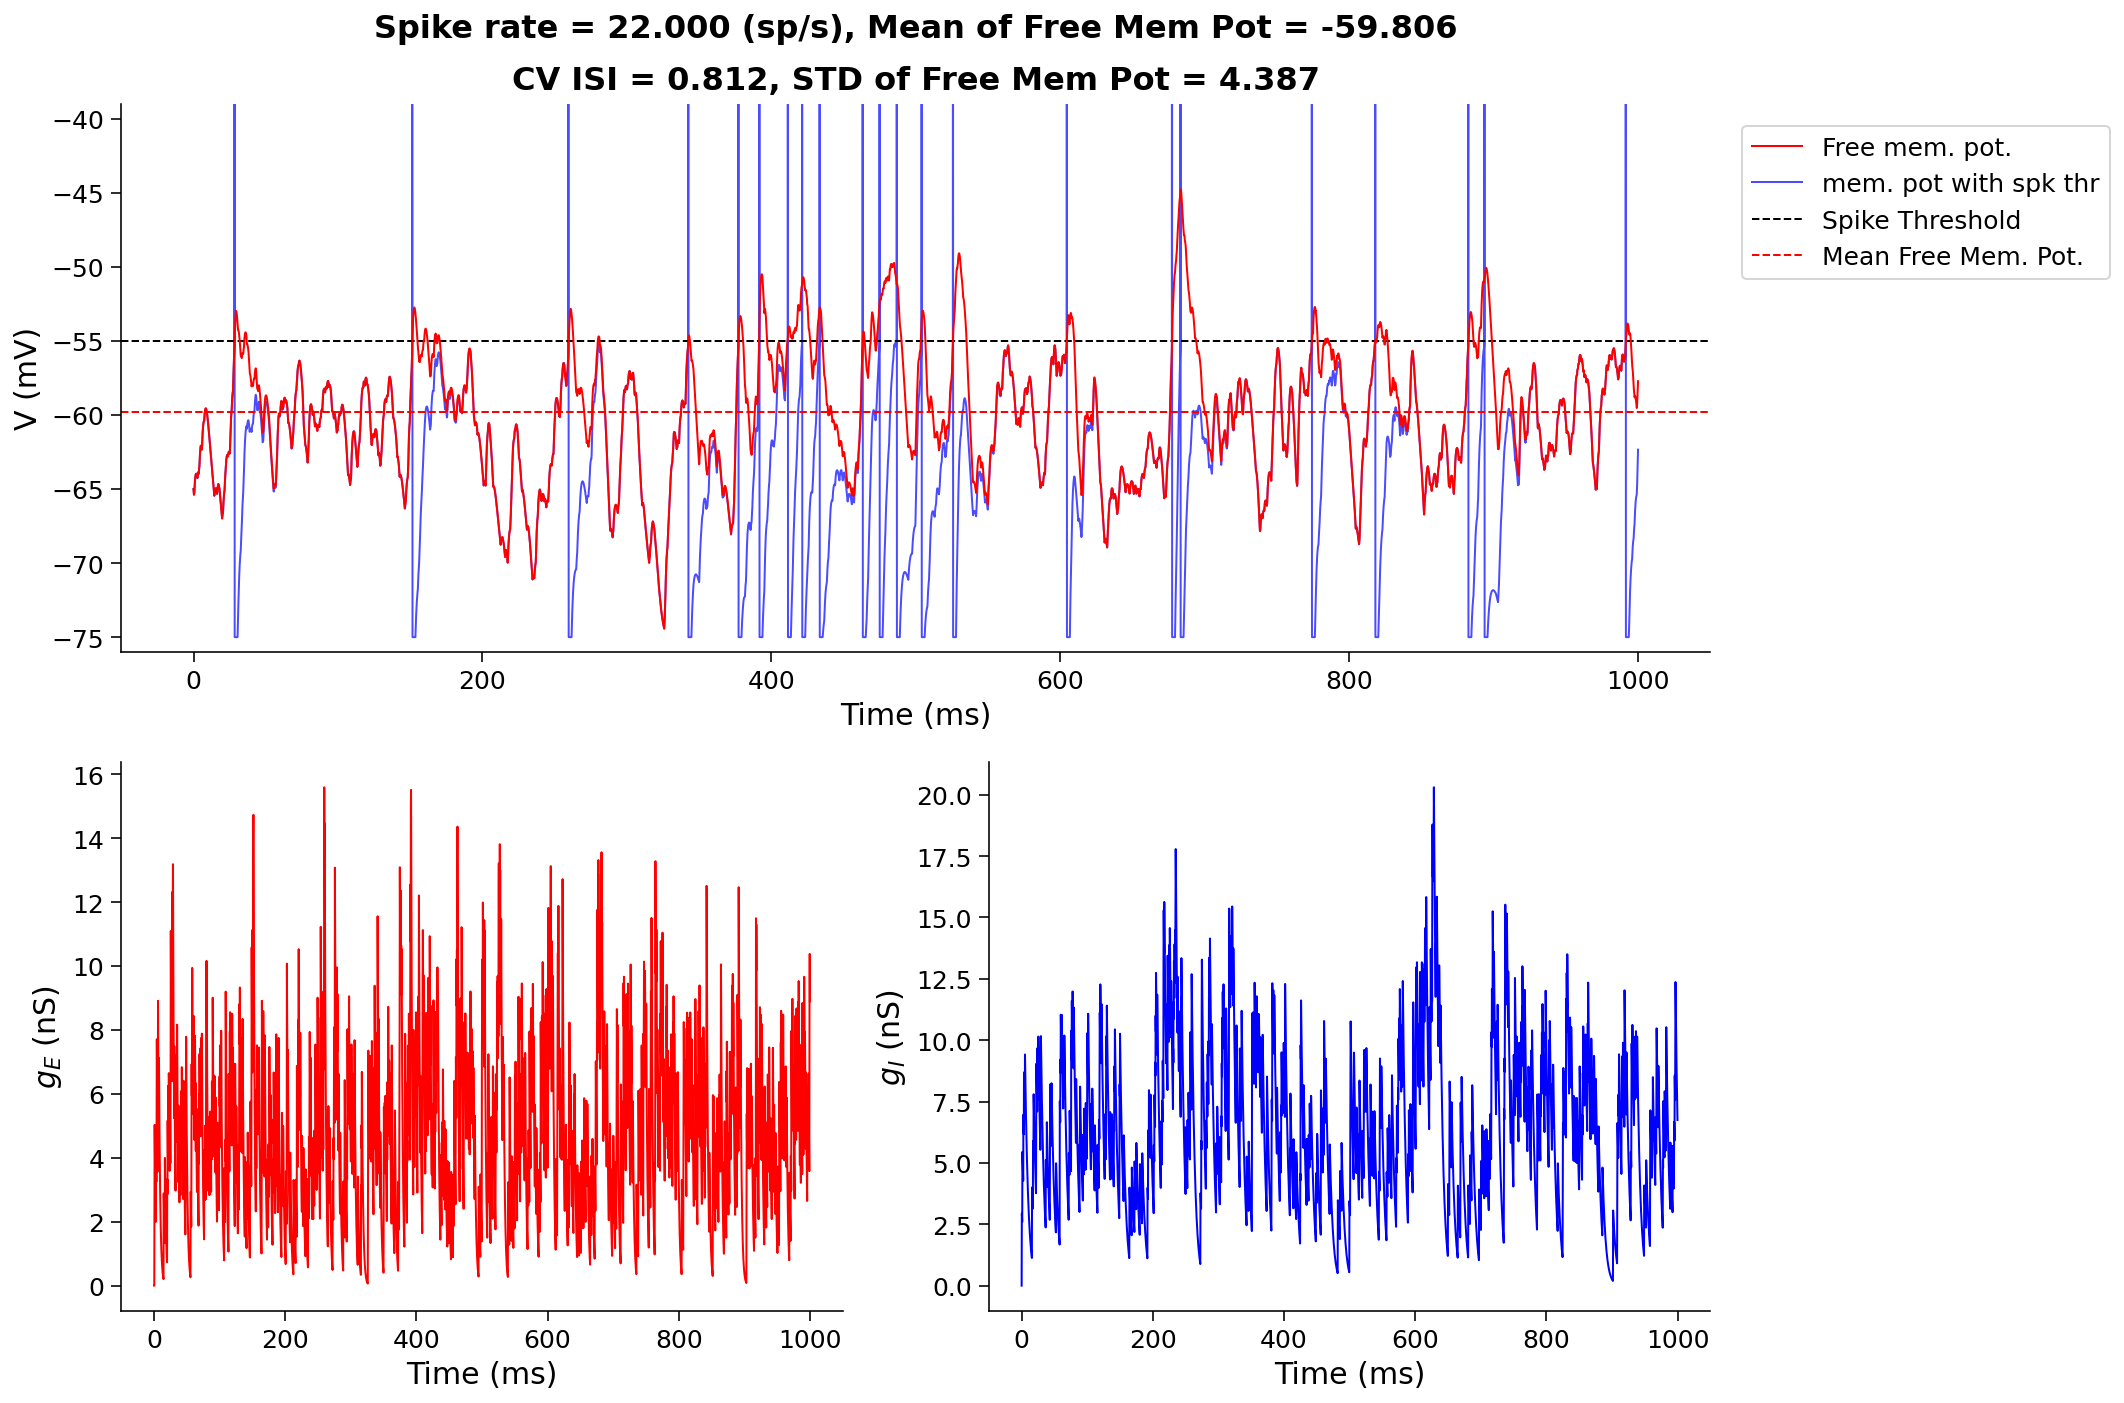 Spike rate = 22.000 (sp/s), Mean of Free Mem Pot = -59.806
CV ISI = 0.812, STD of Free Mem Pot = 4.387
−40
−45
−50
−55
−60
−65
−70
−75
V (mV)
0 200 400 600 800 1000
Time (ms)
Free mem. pot.
mem. pot with spk thr
Spike Threshold
Mean Free Mem. Pot.
16
14
12
10
8
6
4
2
0
g_E (nS)
0 200 400 600 800 1000
Time (ms)
20.0
17.5
15.0
12.5
10.0
7.5
5.0
2.5
0.0
g_I (nS)
0 200 400 600 800 1000
Time (ms)